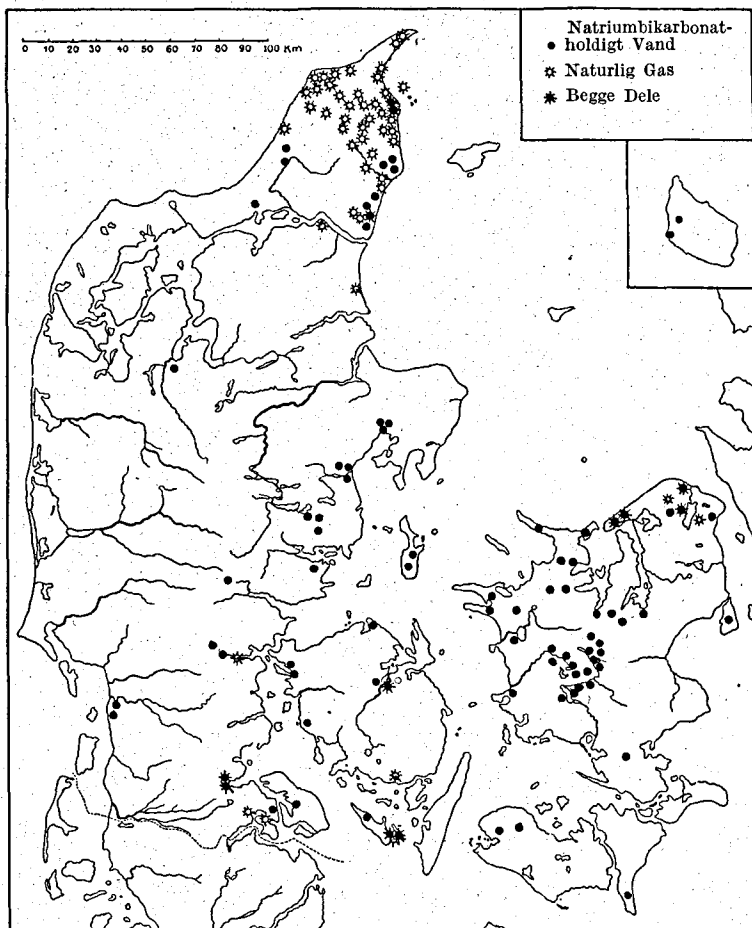 0 10 20 30 40 50 60 70 80 90 100 Km
Natriumbikarbonat-
holdigt Vand
Naturlig Gas
Begge Dele